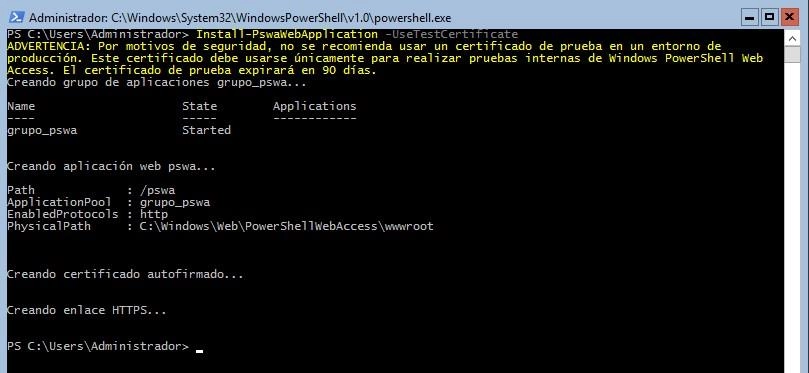 Administrador: C:\Windows\System32\WindowsPowerShell\v1.0\powershell.exe
PS C:\Users\Administrador> Install-PswaWebApplication -UseTestCertificate
ADVERTENCIA: Por motivos de seguridad, no se recomienda usar un certificado de prueba en un entorno de
producción. Este certificado debe usarse únicamente para realizar pruebas internas de Windows PowerShell Web
Access. El certificado de prueba expirará en 90 días.
Creando grupo de aplicaciones grupo_pswa...
Name State Applications
---- ----- ------------
grupo_pswa Started
Creando aplicación web pswa...
Path : /pswa
ApplicationPool : grupo_pswa
EnabledProtocols : http
PhysicalPath : C:\Windows\Web\PowerShellWebAccess\wwwroot
Creando certificado autofirmado...
Creando enlace HTTPS...
PS C:\Users\Administrador> _